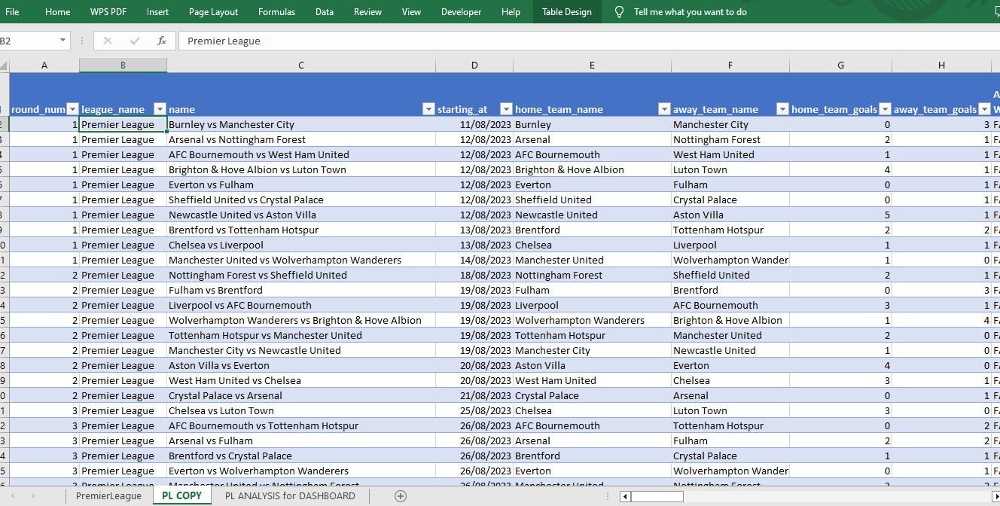 File Home WPS PDF Insert Page Layout Formulas Data Review View Developer Help Table Design Tell me what you want to do
B2 fx Premier League
A B C D E F G H
round_num league_name name starting_at home_team_name away_team_name home_team_goals away_team_goals
1 Premier League Burnley vs Manchester City 11/08/2023 Burnley Manchester City 0 3
1 Premier League Arsenal vs Nottingham Forest 12/08/2023 Arsenal Nottingham Forest 2 1
1 Premier League AFC Bournemouth vs West Ham United 12/08/2023 AFC Bournemouth West Ham United 1 1
1 Premier League Brighton & Hove Albion vs Luton Town 12/08/2023 Brighton & Hove Albion Luton Town 4 1
1 Premier League Everton vs Fulham 12/08/2023 Everton Fulham 0 1
1 Premier League Sheffield United vs Crystal Palace 12/08/2023 Sheffield United Crystal Palace 0 1
1 Premier League Newcastle United vs Aston Villa 12/08/2023 Newcastle United Aston Villa 5 1
1 Premier League Brentford vs Tottenham Hotspur 13/08/2023 Brentford Tottenham Hotspur 2 2
1 Premier League Chelsea vs Liverpool 13/08/2023 Chelsea Liverpool 1 1
1 Premier League Manchester United vs Wolverhampton Wanderers 14/08/2023 Manchester United Wolverhampton Wander 1 0
2 Premier League Nottingham Forest vs Sheffield United 18/08/2023 Nottingham Forest Sheffield United 2 1
2 Premier League Fulham vs Brentford 19/08/2023 Fulham Brentford 0 3
2 Premier League Liverpool vs AFC Bournemouth 19/08/2023 Liverpool AFC Bournemouth 3 1
2 Premier League Wolverhampton Wanderers vs Brighton & Hove Albion 19/08/2023 Wolverhampton Wanderers Brighton & Hove Albion 1 4
2 Premier League Tottenham Hotspur vs Manchester United 19/08/2023 Tottenham Hotspur Manchester United 2 0
2 Premier League Manchester City vs Newcastle United 19/08/2023 Manchester City Newcastle United 1 0
2 Premier League Aston Villa vs Everton 20/08/2023 Aston Villa Everton 4 0
2 Premier League West Ham United vs Chelsea 20/08/2023 West Ham United Chelsea 3 1
2 Premier League Crystal Palace vs Arsenal 21/08/2023 Crystal Palace Arsenal 0 1
3 Premier League Chelsea vs Luton Town 25/08/2023 Chelsea Luton Town 3 0
3 Premier League AFC Bournemouth vs Tottenham Hotspur 26/08/2023 AFC Bournemouth Tottenham Hotspur 0 2
3 Premier League Arsenal vs Fulham 26/08/2023 Arsenal Fulham 2 2
3 Premier League Brentford vs Crystal Palace 26/08/2023 Brentford Crystal Palace 1 1
3 Premier League Everton vs Wolverhampton Wanderers 26/08/2023 Everton Wolverhampton Wander 0 1
PremierLeague PL COPY PL ANALYSIS for DASHBOARD